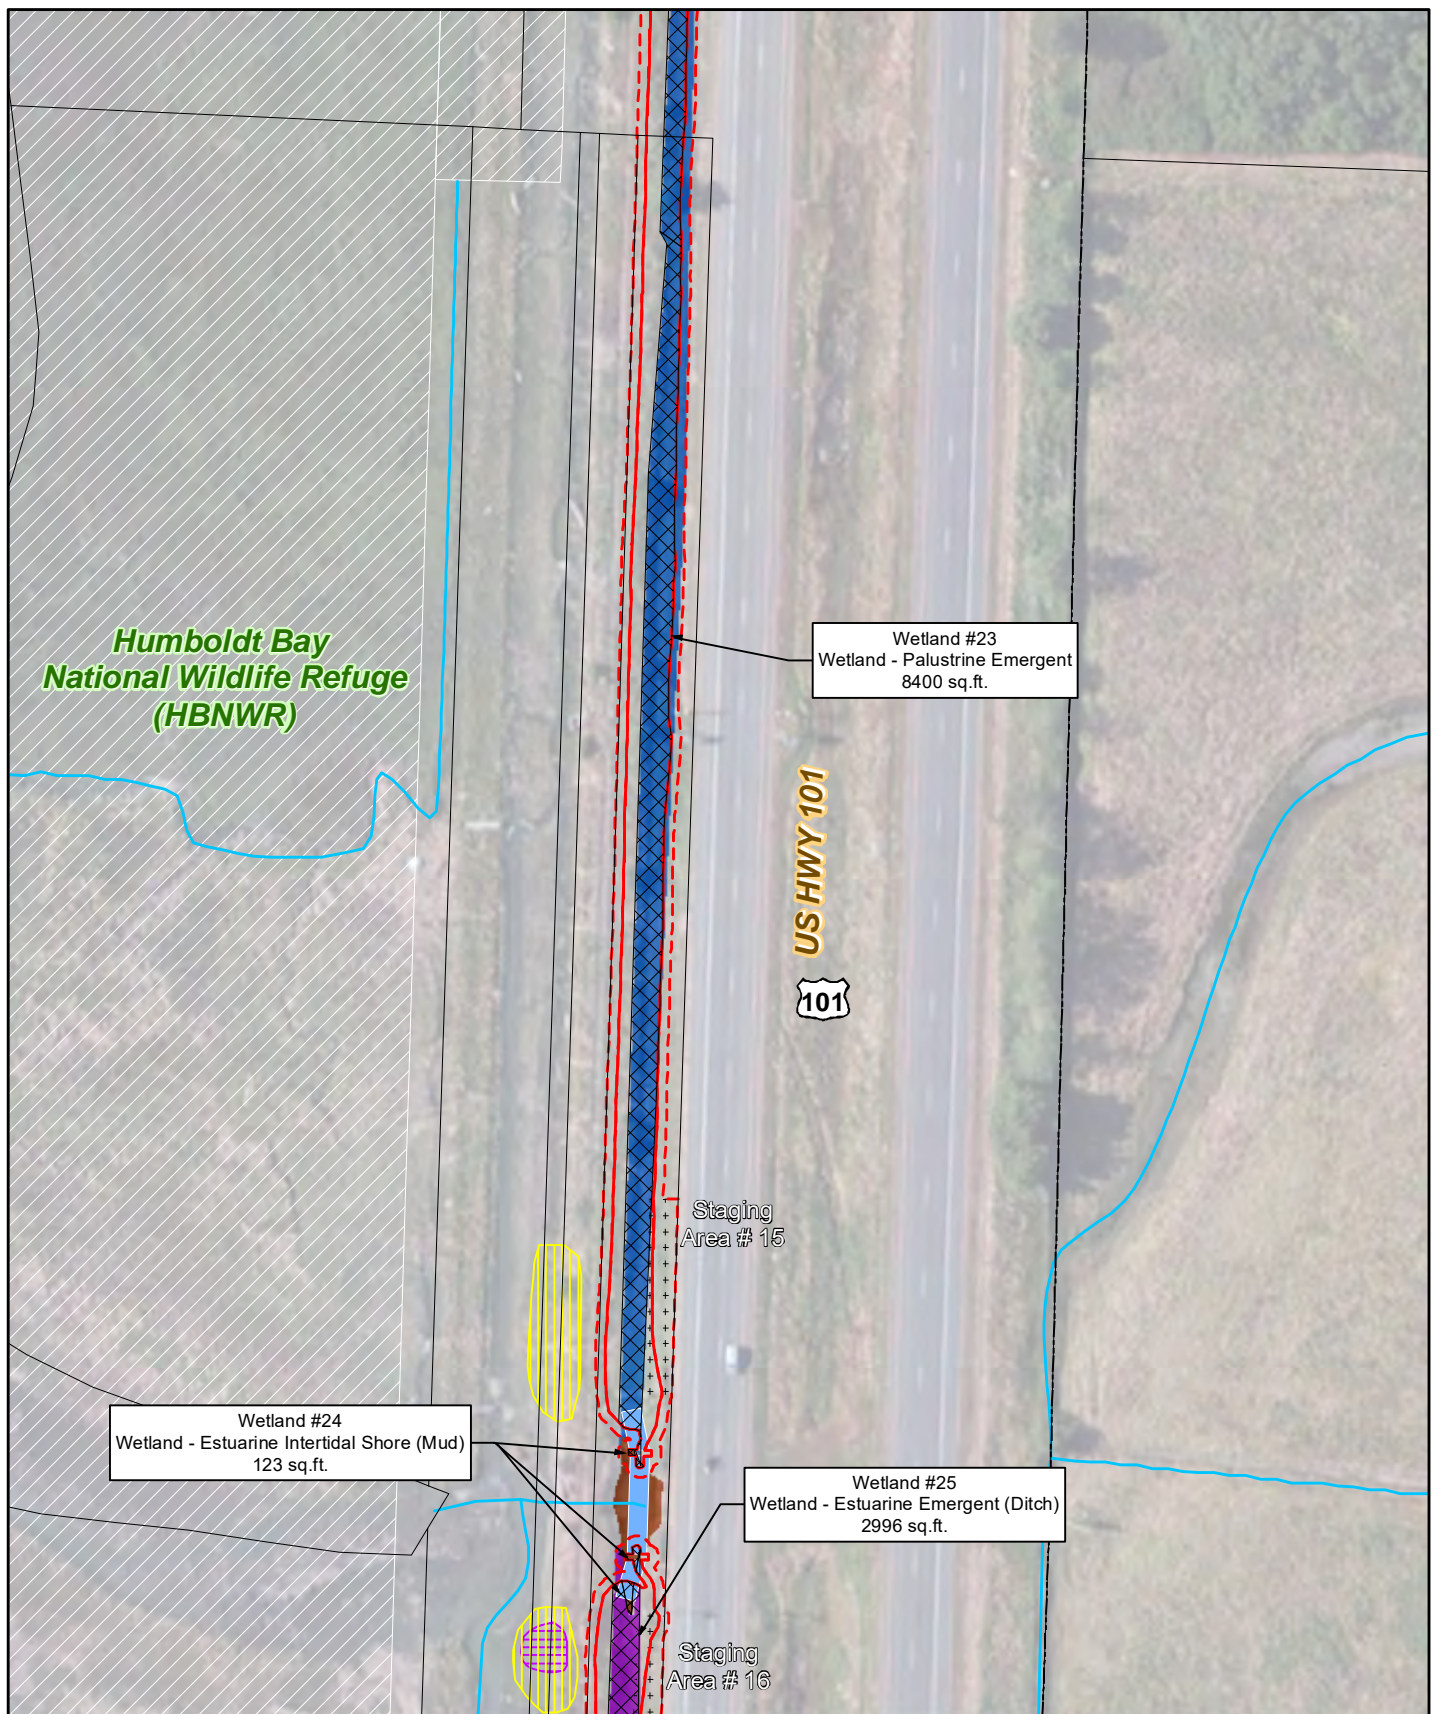 Wetland #23
Wetland - Palustrine Emergent
8400 sq.ft.
Humboldt Bay
National Wildlife Refuge
(HBNWR)
US HWY 101
101
Staging
Area # 15
Wetland #24
Wetland - Estuarine Intertidal Shore (Mud)
123 sq.ft.
Wetland #25
Wetland - Estuarine Emergent (Ditch)
2996 sq.ft.
Staging
Area # 16